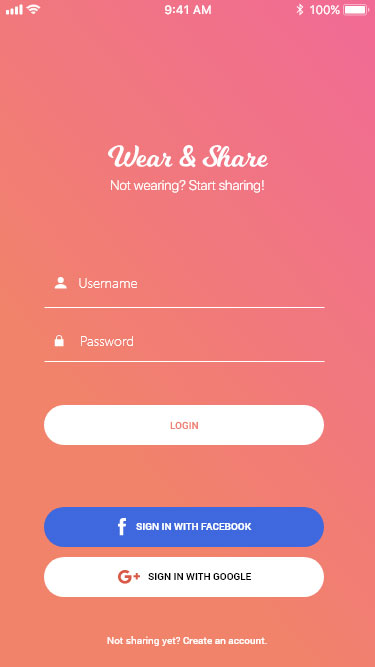 9:41 AM 100%
Wear & Share
Not wearing? Start sharing!
Username
Password
LOGIN
f SIGN IN WITH FACEBOOK
G+ SIGN IN WITH GOOGLE
Not sharing yet? Create an account.